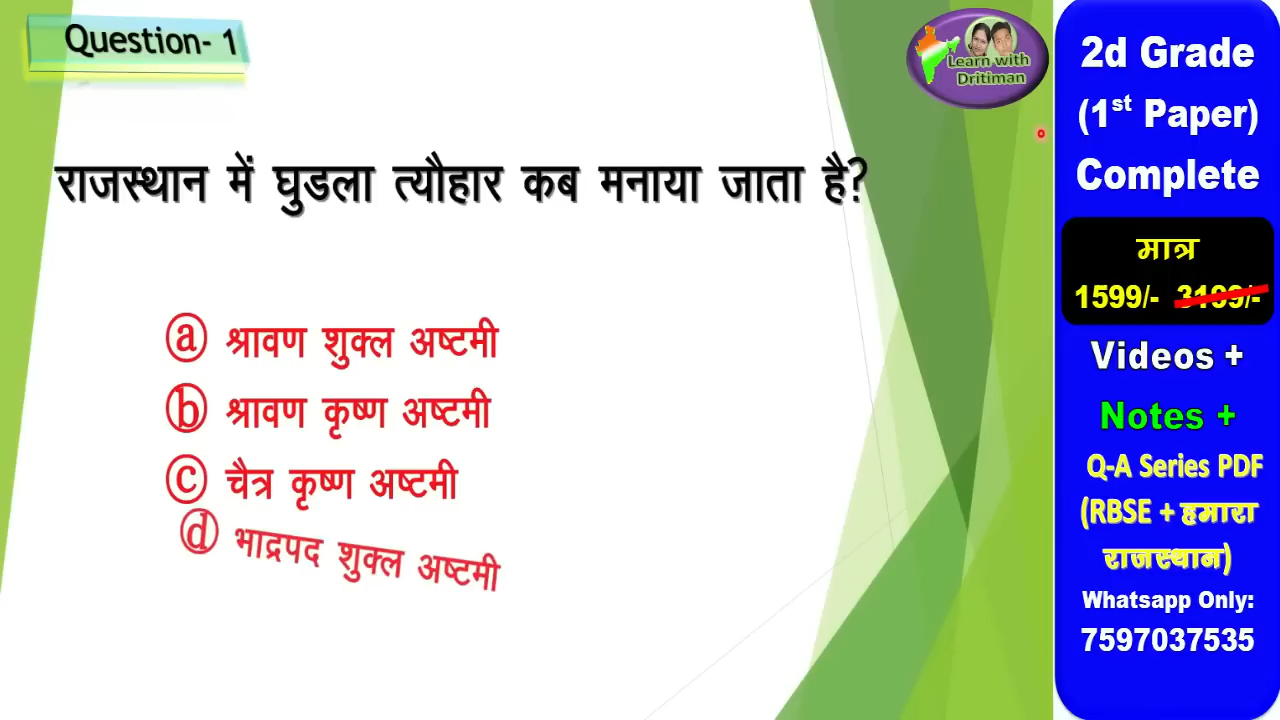 Question- 1
Learn with
Dritiman
राजस्थान में घुडला त्यौहार कब मनाया जाता है?
ⓐ श्रावण शुक्ल अष्टमी
ⓑ श्रावण कृष्ण अष्टमी
ⓒ चैत्र कृष्ण अष्टमी
ⓓ भाद्रपद शुक्ल अष्टमी
2d Grade
(1st Paper)
Complete
मात्र
1599/- 3199/-
Videos +
Notes +
Q-A Series PDF
(RBSE + हमारा
राजस्थान)
Whatsapp Only:
7597037535